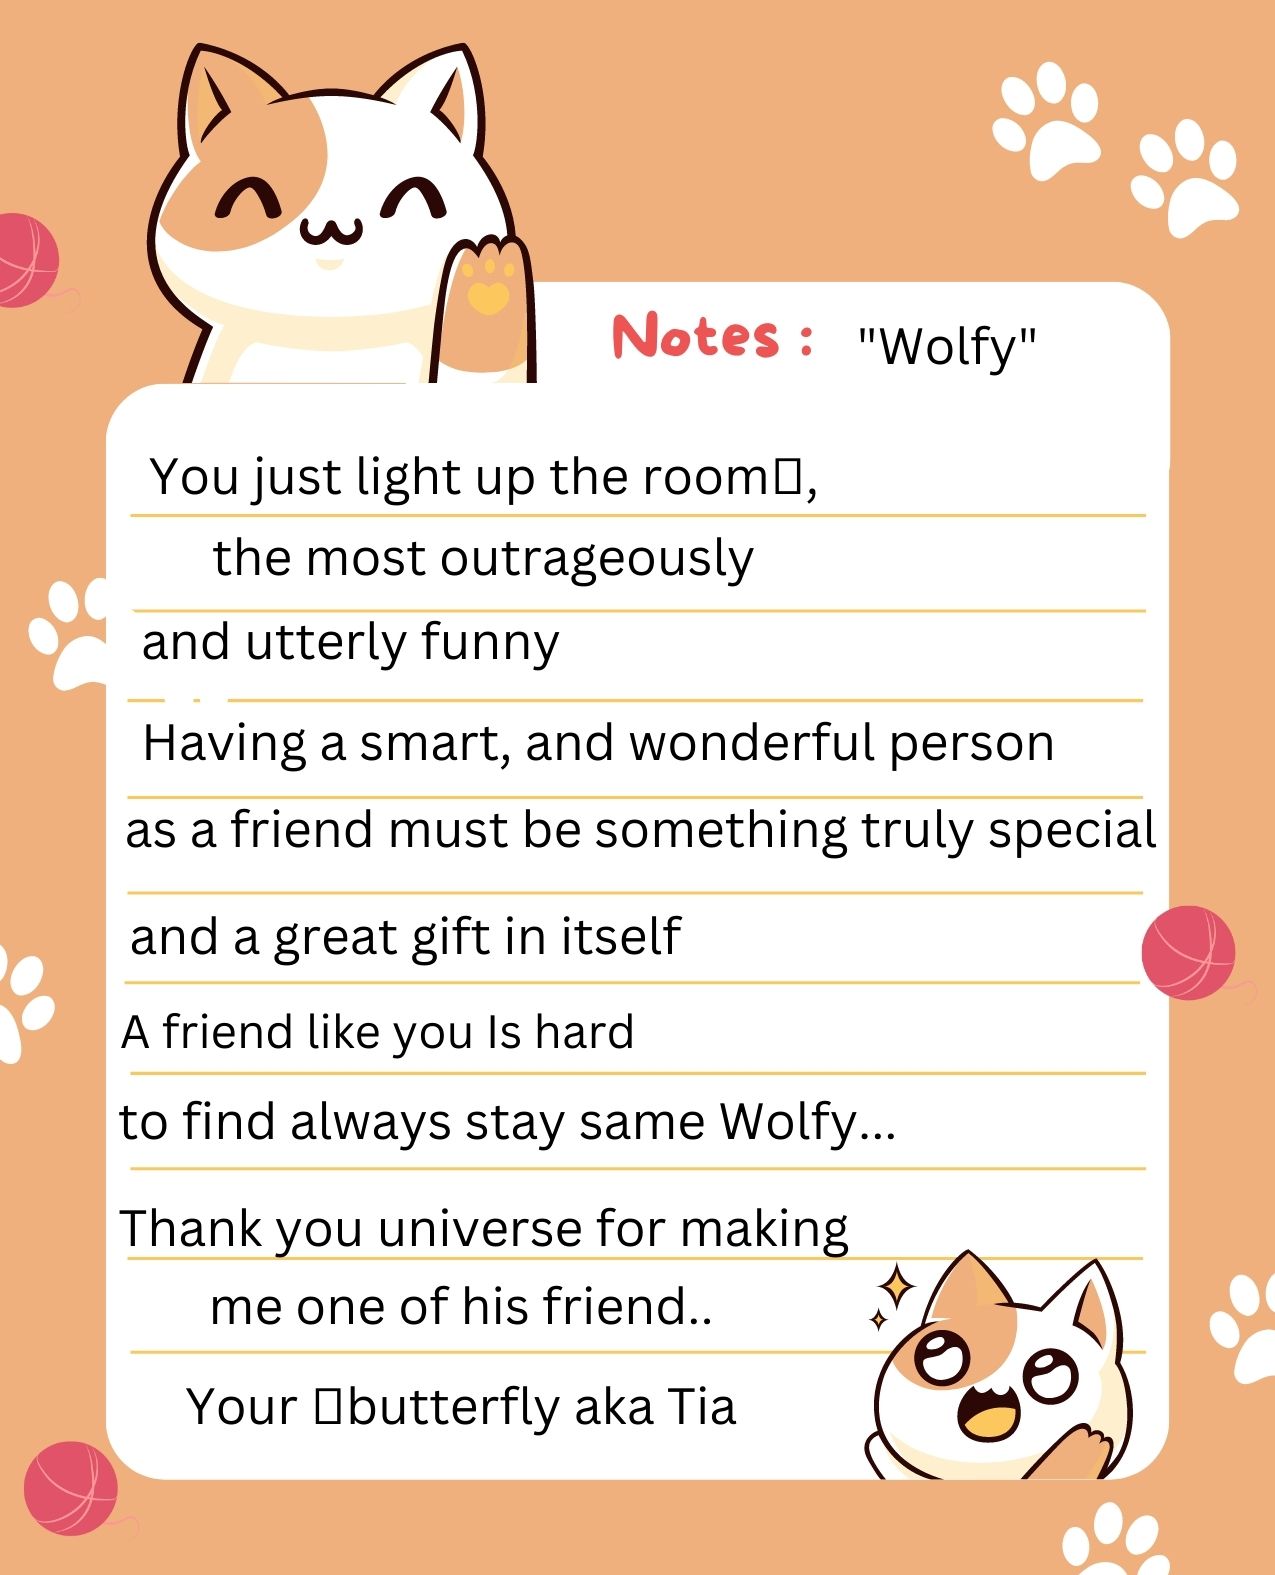 Notes : "Wolfy"
You just light up the room▯,
the most outrageously
and utterly funny
Having a smart, and wonderful person
as a friend must be something truly special
and a great gift in itself
A friend like you Is hard
to find always stay same Wolfy...
Thank you universe for making
me one of his friend..
Your ▯butterfly aka Tia